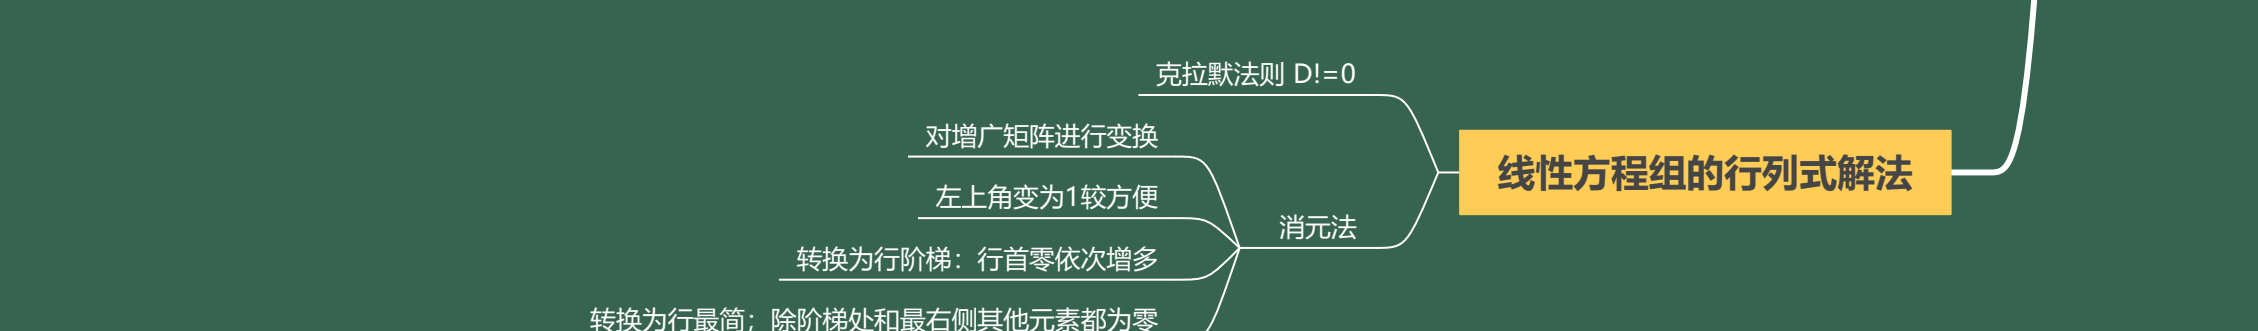 克拉默法则 D!=0
对增广矩阵进行变换
线性方程组的行列式解法
左上角变为1较方便
消元法
转换为行阶梯：行首零依次增多
转换为行最简；除阶梯处和最右侧其他元素都为零